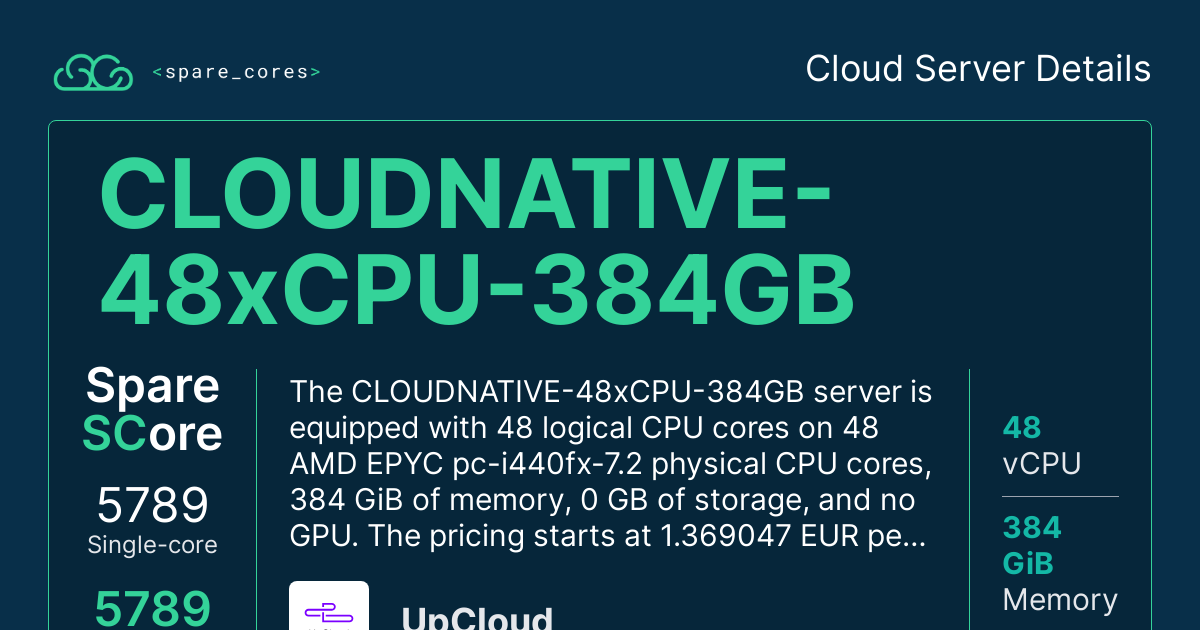 <spare_cores>
Cloud Server Details
CLOUDNATIVE-
48xCPU-384GB
Spare
SCore
5789
Single-core
5789
The CLOUDNATIVE-48xCPU-384GB server is
equipped with 48 logical CPU cores on 48
AMD EPYC pc-i440fx-7.2 physical CPU cores,
384 GiB of memory, 0 GB of storage, and no
GPU. The pricing starts at 1.369047 EUR pe...
UpCloud
48
vCPU
384
GiB
Memory